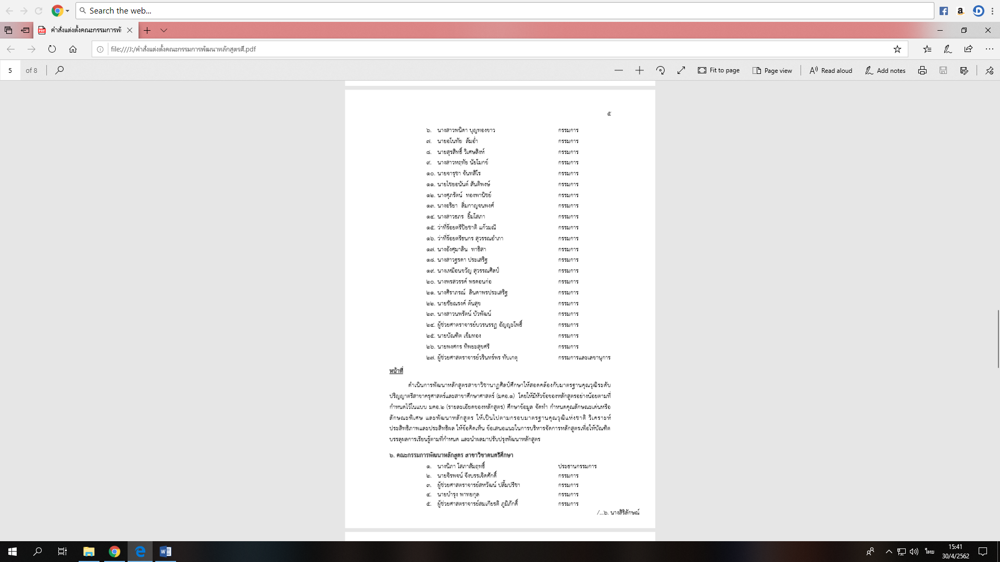 Search the web...
คำสั่งแต่งตั้งคณะกรรมการพั
file:///J:/คำสั่งแต่งตั้งคณะกรรมการพัฒนาหลักสูตรดี.pdf
5 of 8 Fit to page Page view Read aloud Add notes
๕
๖. นางสาวพนิดา บุญทองขาว กรรมการ
๗. นายอโนทัย ส้มอ่ำ กรรมการ
๘. นายสุรสิทธิ์ วิเศษสิงห์ กรรมการ
๙. นางสาวหฤทัย นัยโมกข์ กรรมการ
๑๐. นายจารุชา จันทสิโร กรรมการ
๑๑. นายไชยอนันต์ สันติพงษ์ กรรมการ
๑๒. นางศุภรัตน์ ทองพานิชย์ กรรมการ
๑๓. นางอริยา ลิ่มกาญจนพงศ์ กรรมการ
๑๔. นางสาวธภร ยิ้มโสภา กรรมการ
๑๕. ว่าที่ร้อยตรีปิยชาติ แก้วมณี กรรมการ
๑๖. ว่าที่ร้อยตรีธนกร สุวรรณอำภา กรรมการ
๑๗. นางอังศุมาลิน ทาธิสา กรรมการ
๑๘. นางสาวฐรดา ประเสริฐ กรรมการ
๑๙. นางเหมือนขวัญ สุวรรณศิลป์ กรรมการ
๒๐. นางพรสวรรค์ พรดอนก่อ กรรมการ
๒๑. นางศิราภรณ์ ลินดาพรประเสริฐ กรรมการ
๒๒. นายชัยณรงค์ ต้นสุข กรรมการ
๒๓. นางสาวนพรัตน์ บัวพัฒน์ กรรมการ
๒๔. ผู้ช่วยศาตราจารย์บวรนรรฏ อัญญะโพธิ์ กรรมการ
๒๕. นายบัณฑิต เข็มทอง กรรมการ
๒๖. นายพงศกร ทิพยะสุขศรี กรรมการ
๒๗. ผู้ช่วยศาสตราจารย์วรินทร์พร ทับเกตุ กรรมการและเลขานุการ
หน้าที่
ดำเนินการพัฒนาหลักสูตรสาขาวิชานาฏศิลป์ศึกษาให้สอดคล้องกับมาตรฐานคุณวุฒิระดับ
ปริญญาตรีสาขาครุศาสตร์และสาขาศึกษาศาสตร์ (มคอ.๑) โดยให้มีหัวข้อของหลักสูตรอย่างน้อยตามที่
กำหนดไว้ในแบบ มคอ.๒ (รายละเอียดของหลักสูตร) ศึกษาข้อมูล จัดทำ กำหนดคุณลักษณะเด่นหรือ
ลักษณะพิเศษ และพัฒนาหลักสูตร ให้เป็นไปตามกรอบมาตรฐานคุณวุฒิแห่งชาติ วิเคราะห์
ประสิทธิภาพและประสิทธิผล ให้ข้อคิดเห็น ข้อเสนอแนะในการบริหารจัดการหลักสูตรเพื่อให้บัณฑิต
บรรลุผลการเรียนรู้ตามที่กำหนด และนำผลมาปรับปรุงพัฒนาหลักสูตร
๖. คณะกรรมการพัฒนาหลักสูตร สาขาวิชาดนตรีศึกษา
๑. นางนิภา โสภาสัมฤทธิ์ ประธานกรรมการ
๒. นายจิรพจน์ จึงบรรเจิดศักดิ์ กรรมการ
๓. ผู้ช่วยศาสตราจารย์สหวัฒน์ ปลื้มปรีชา กรรมการ
๔. นายบำรุง พาทยกุล กรรมการ
๕. ผู้ช่วยศาสตราจารย์สมเกียรติ ภูมิภักดิ์ กรรมการ
/...๖. นางสิริลักษณ์
ไทย
15:41
30/4/2562